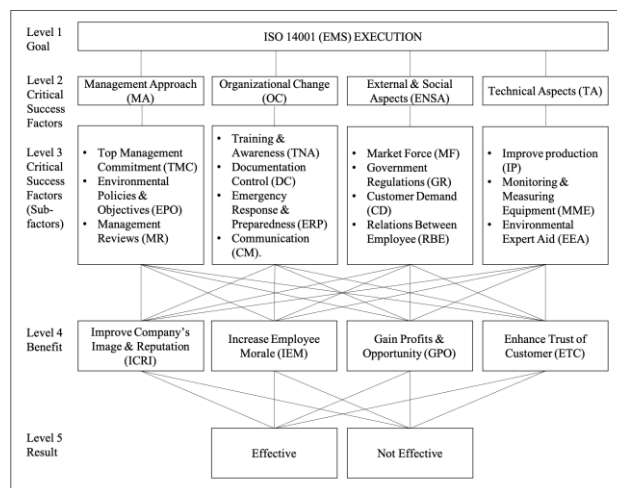 Level 1
Goal
ISO 14001 (EMS) EXECUTION
Level 2
Critical
Success
Factors
Management Approach
(MA)
Organizational Change
(OC)
External & Social
Aspects (ENSA)
Technical Aspects (TA)
Level 3
Critical
Success
Factors
(Sub-
factors)
• Top Management
Commitment (TMC)
• Environmental
Policies &
Objectives (EPO)
• Management
Reviews (MR)
• Training &
Awareness (TNA)
• Documentation
Control (DC)
• Emergency
Response &
Preparedness (ERP)
• Communication
(CM).
• Market Force (MF)
• Government
Regulations (GR)
• Customer Demand
(CD)
• Relations Between
Employee (RBE)
• Improve production
(IP)
• Monitoring &
Measuring
Equipment (MME)
• Environmental
Expert Aid (EEA)
Level 4
Benefit
Improve Company's
Image & Reputation
(ICRI)
Increase Employee
Morale (IEM)
Gain Profits &
Opportunity (GPO)
Enhance Trust of
Customer (ETC)
Level 5
Result
Effective
Not Effective